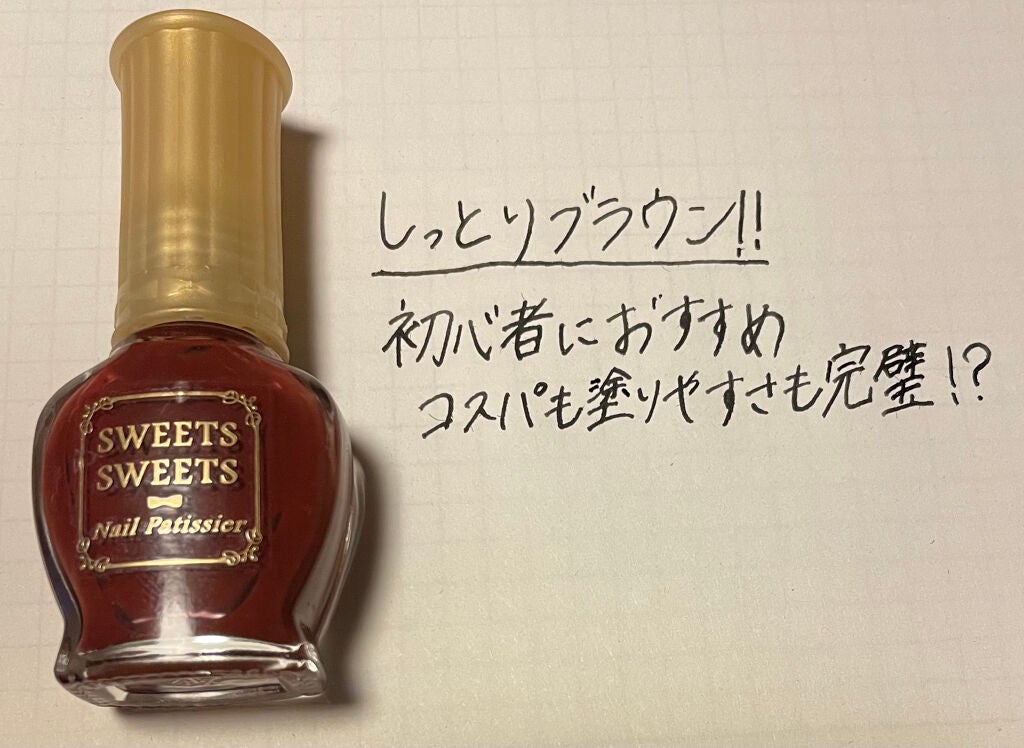 SWEETS
SWEETS
Nail Patissier
しっとりブラウン!!
初心者におすすめ
コスパも塗りやすさも完璧!?